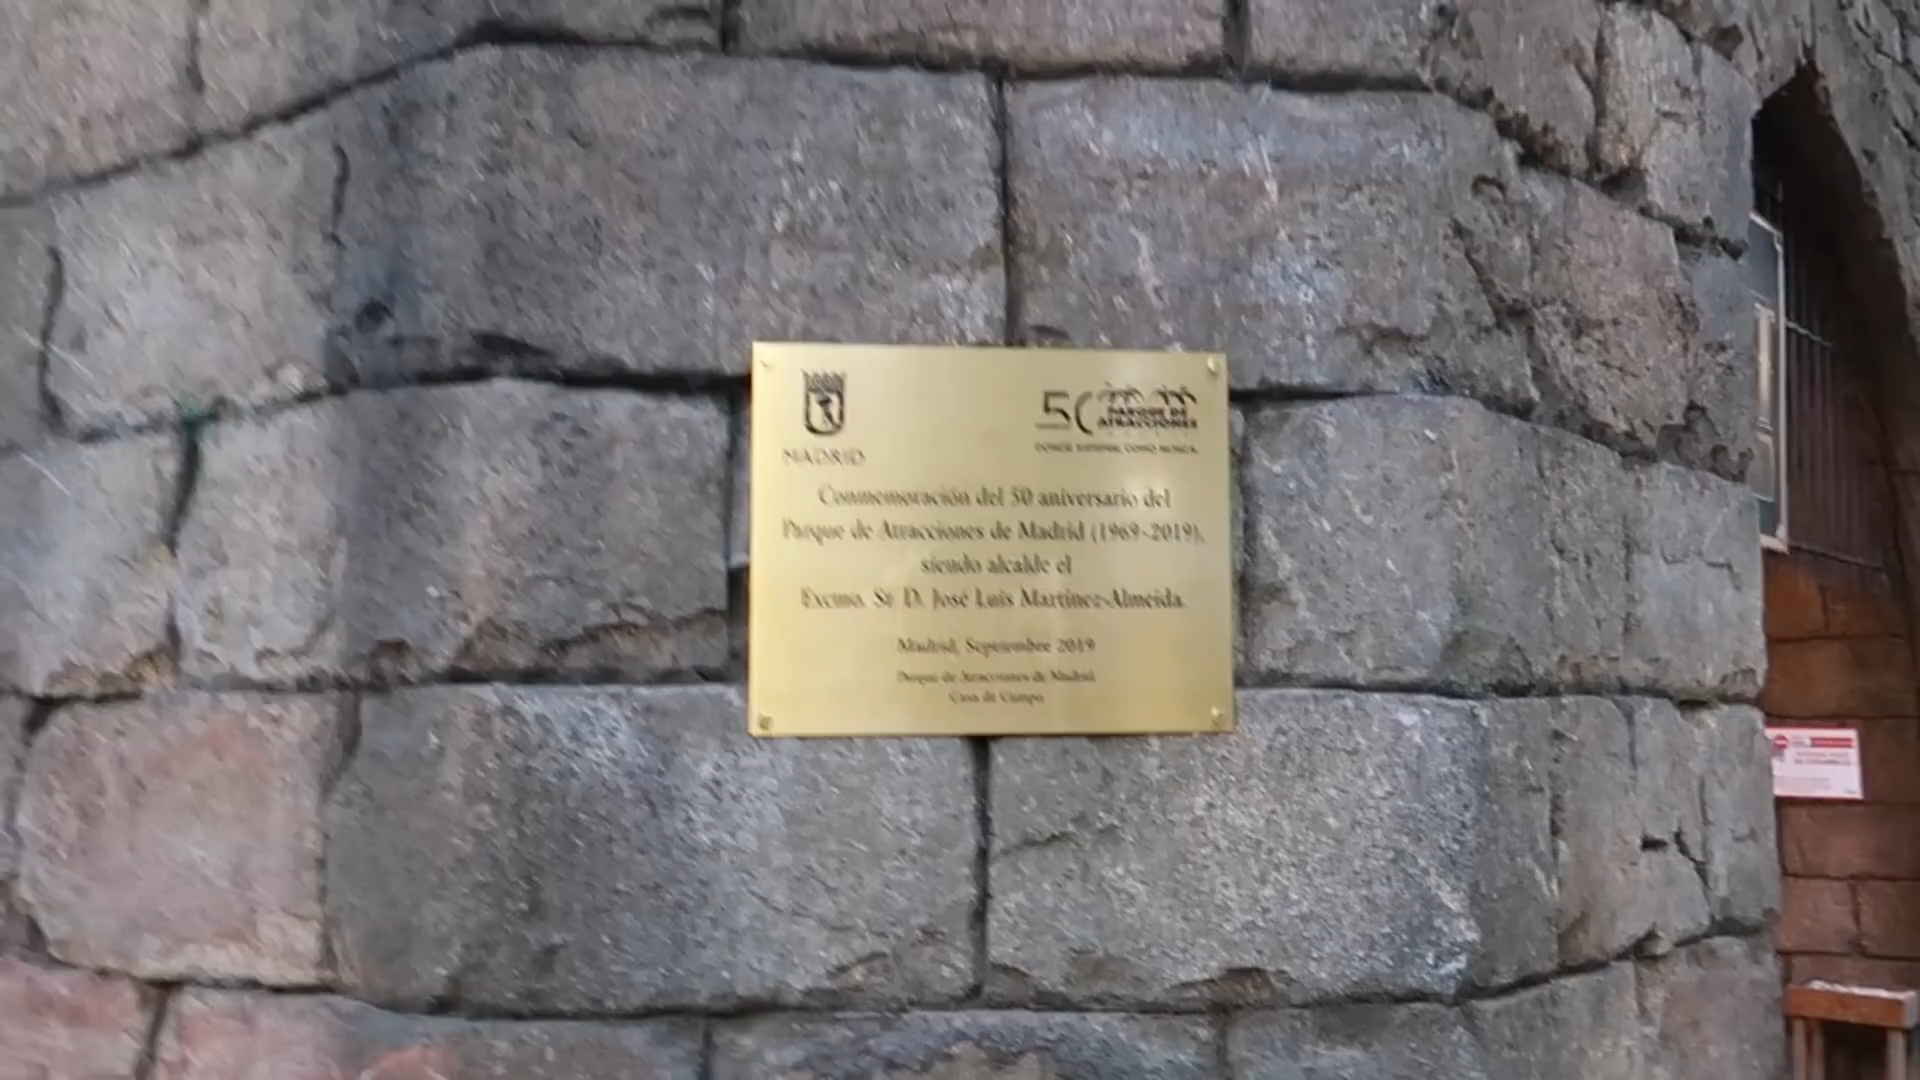 MADRID
50 PARQUE DE
ATRACCIONES
Conmemoración del 50 aniversario del
Parque de Atracciones de Madrid (1969-2019),
siendo alcalde el
Excmo. Sr D. José Luis Martínez-Almeida.
Madrid, Septiembre 2019
Parque de Atracciones de Madrid
Casa de Campo